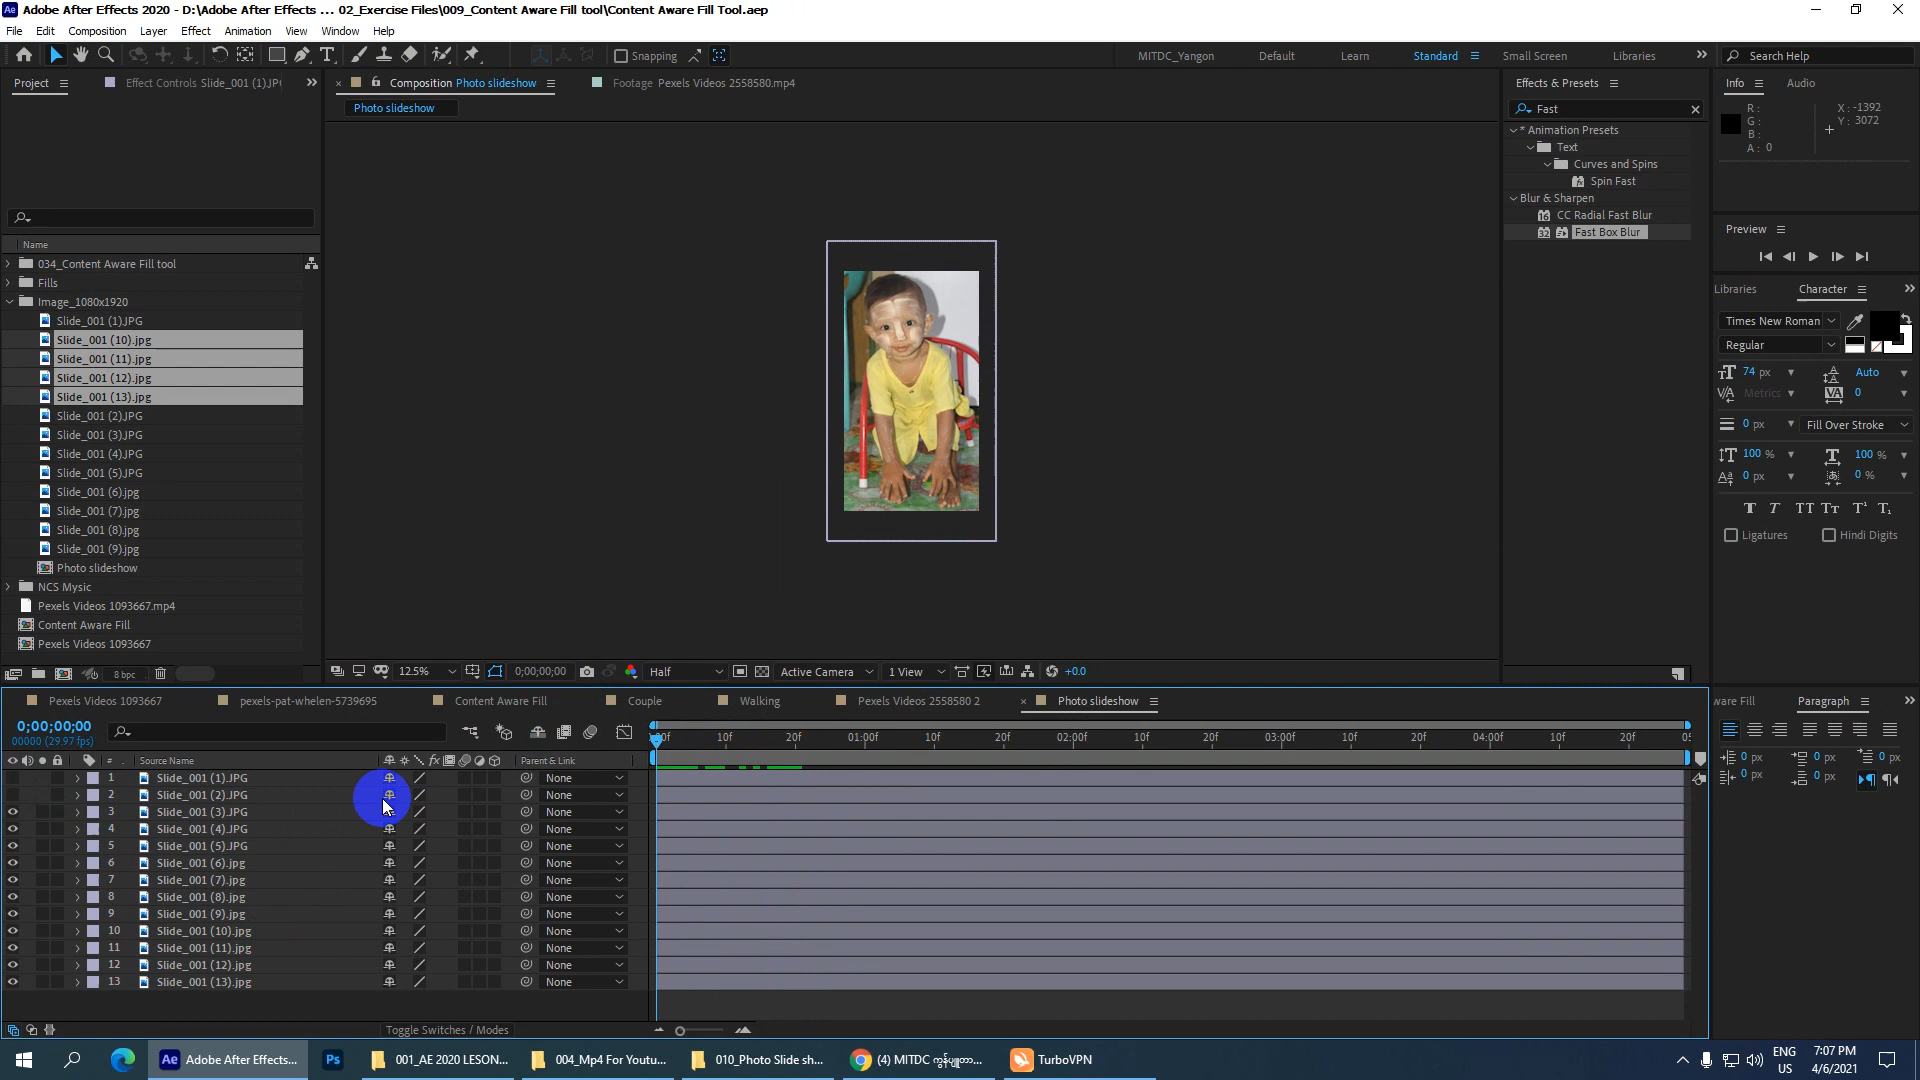 Adobe After Effects 2020 - D:\Adobe After Effects ... 02_Exercise Files\009_Content Aware Fill tool\Content Aware Fill Tool.aep
File Edit Composition Layer Effect Animation View Window Help
Snapping MITDC_Yangon Default Learn Standard Small Screen Libraries Search Help
Project Effect Controls Slide_001 (1).JP
Composition Photo slideshow Footage Pexels Videos 2558580.mp4
Photo slideshow
Name
034_Content Aware Fill tool
Fills
Image_1080x1920
Slide_001 (1).JPG
Slide_001 (10).jpg
Slide_001 (11).jpg
Slide_001 (12).jpg
Slide_001 (13).jpg
Slide_001 (2).JPG
Slide_001 (3).JPG
Slide_001 (4).JPG
Slide_001 (5).JPG
Slide_001 (6).jpg
Slide_001 (7).jpg
Slide_001 (8).jpg
Slide_001 (9).jpg
Photo slideshow
NCS Mysic
Pexels Videos 1093667.mp4
Content Aware Fill
Pexels Videos 1093667
8 bpc
12.5% 0;00;00;00 Half Active Camera 1 View +0.0
Effects & Presets
Fast
* Animation Presets
Text
Curves and Spins
Spin Fast
Blur & Sharpen
CC Radial Fast Blur
Fast Box Blur
Info Audio
R :
G :
B :
A : 0
X : -1392
Y : 3072
Preview
Libraries Character
Times New Roman
Regular
74 px Auto
Metrics 0
0 px Fill Over Stroke
100 % 100 %
0 px 0 %
Ligatures Hindi Digits
Pexels Videos 1093667 pexels-pat-whelen-5739695 Content Aware Fill Couple Walking Pexels Videos 2558580 2 Photo slideshow
0;00;00;00
00000 (29.97 fps)
:00f 10f 20f 01:00f 10f 20f 02:00f 10f 20f 03:00f 10f 20f 04:00f 10f 20f 05
# Source Name Parent & Link
1 Slide_001 (1).JPG None
2 Slide_001 (2).JPG None
3 Slide_001 (3).JPG None
4 Slide_001 (4).JPG None
5 Slide_001 (5).JPG None
6 Slide_001 (6).jpg None
7 Slide_001 (7).jpg None
8 Slide_001 (8).jpg None
9 Slide_001 (9).jpg None
10 Slide_001 (10).jpg None
11 Slide_001 (11).jpg None
12 Slide_001 (12).jpg None
13 Slide_001 (13).jpg None
Toggle Switches / Modes
ware Fill Paragraph
0 px 0 px 0 px
0 px 0 px
Adobe After Effects... 001_AE 2020 LESON... 004_Mp4 For Youtu... 010_Photo Slide sh... (4) MITDC ကွန်ပျူတာ... TurboVPN
ENG
US
7:07 PM
4/6/2021